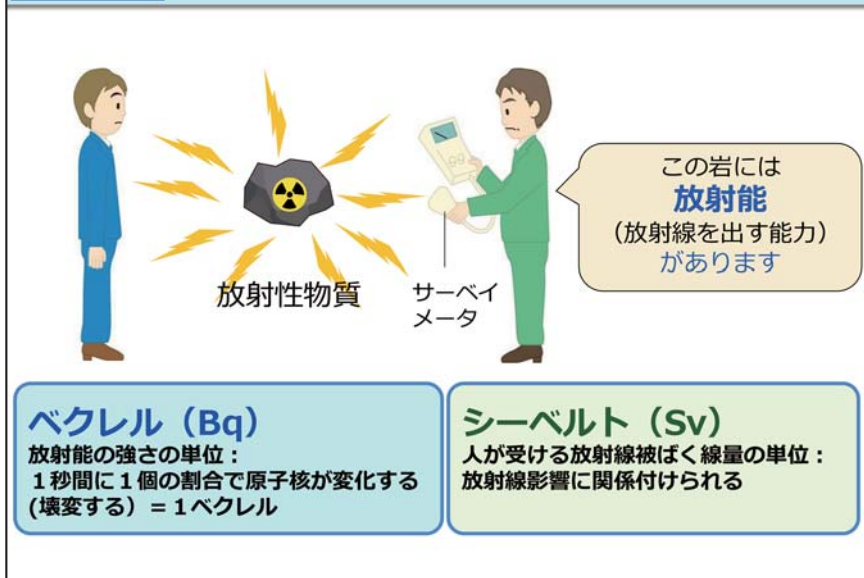 この岩には
放射能
（放射線を出す能力）
があります
放射性物質
サーベイ
メータ
ベクレル（Bq）
放射能の強さの単位：
１秒間に１個の割合で原子核が変化する
(壊変する）＝１ベクレル
シーベルト（Sv）
人が受ける放射線被ばく線量の単位：
放射線影響に関係付けられる